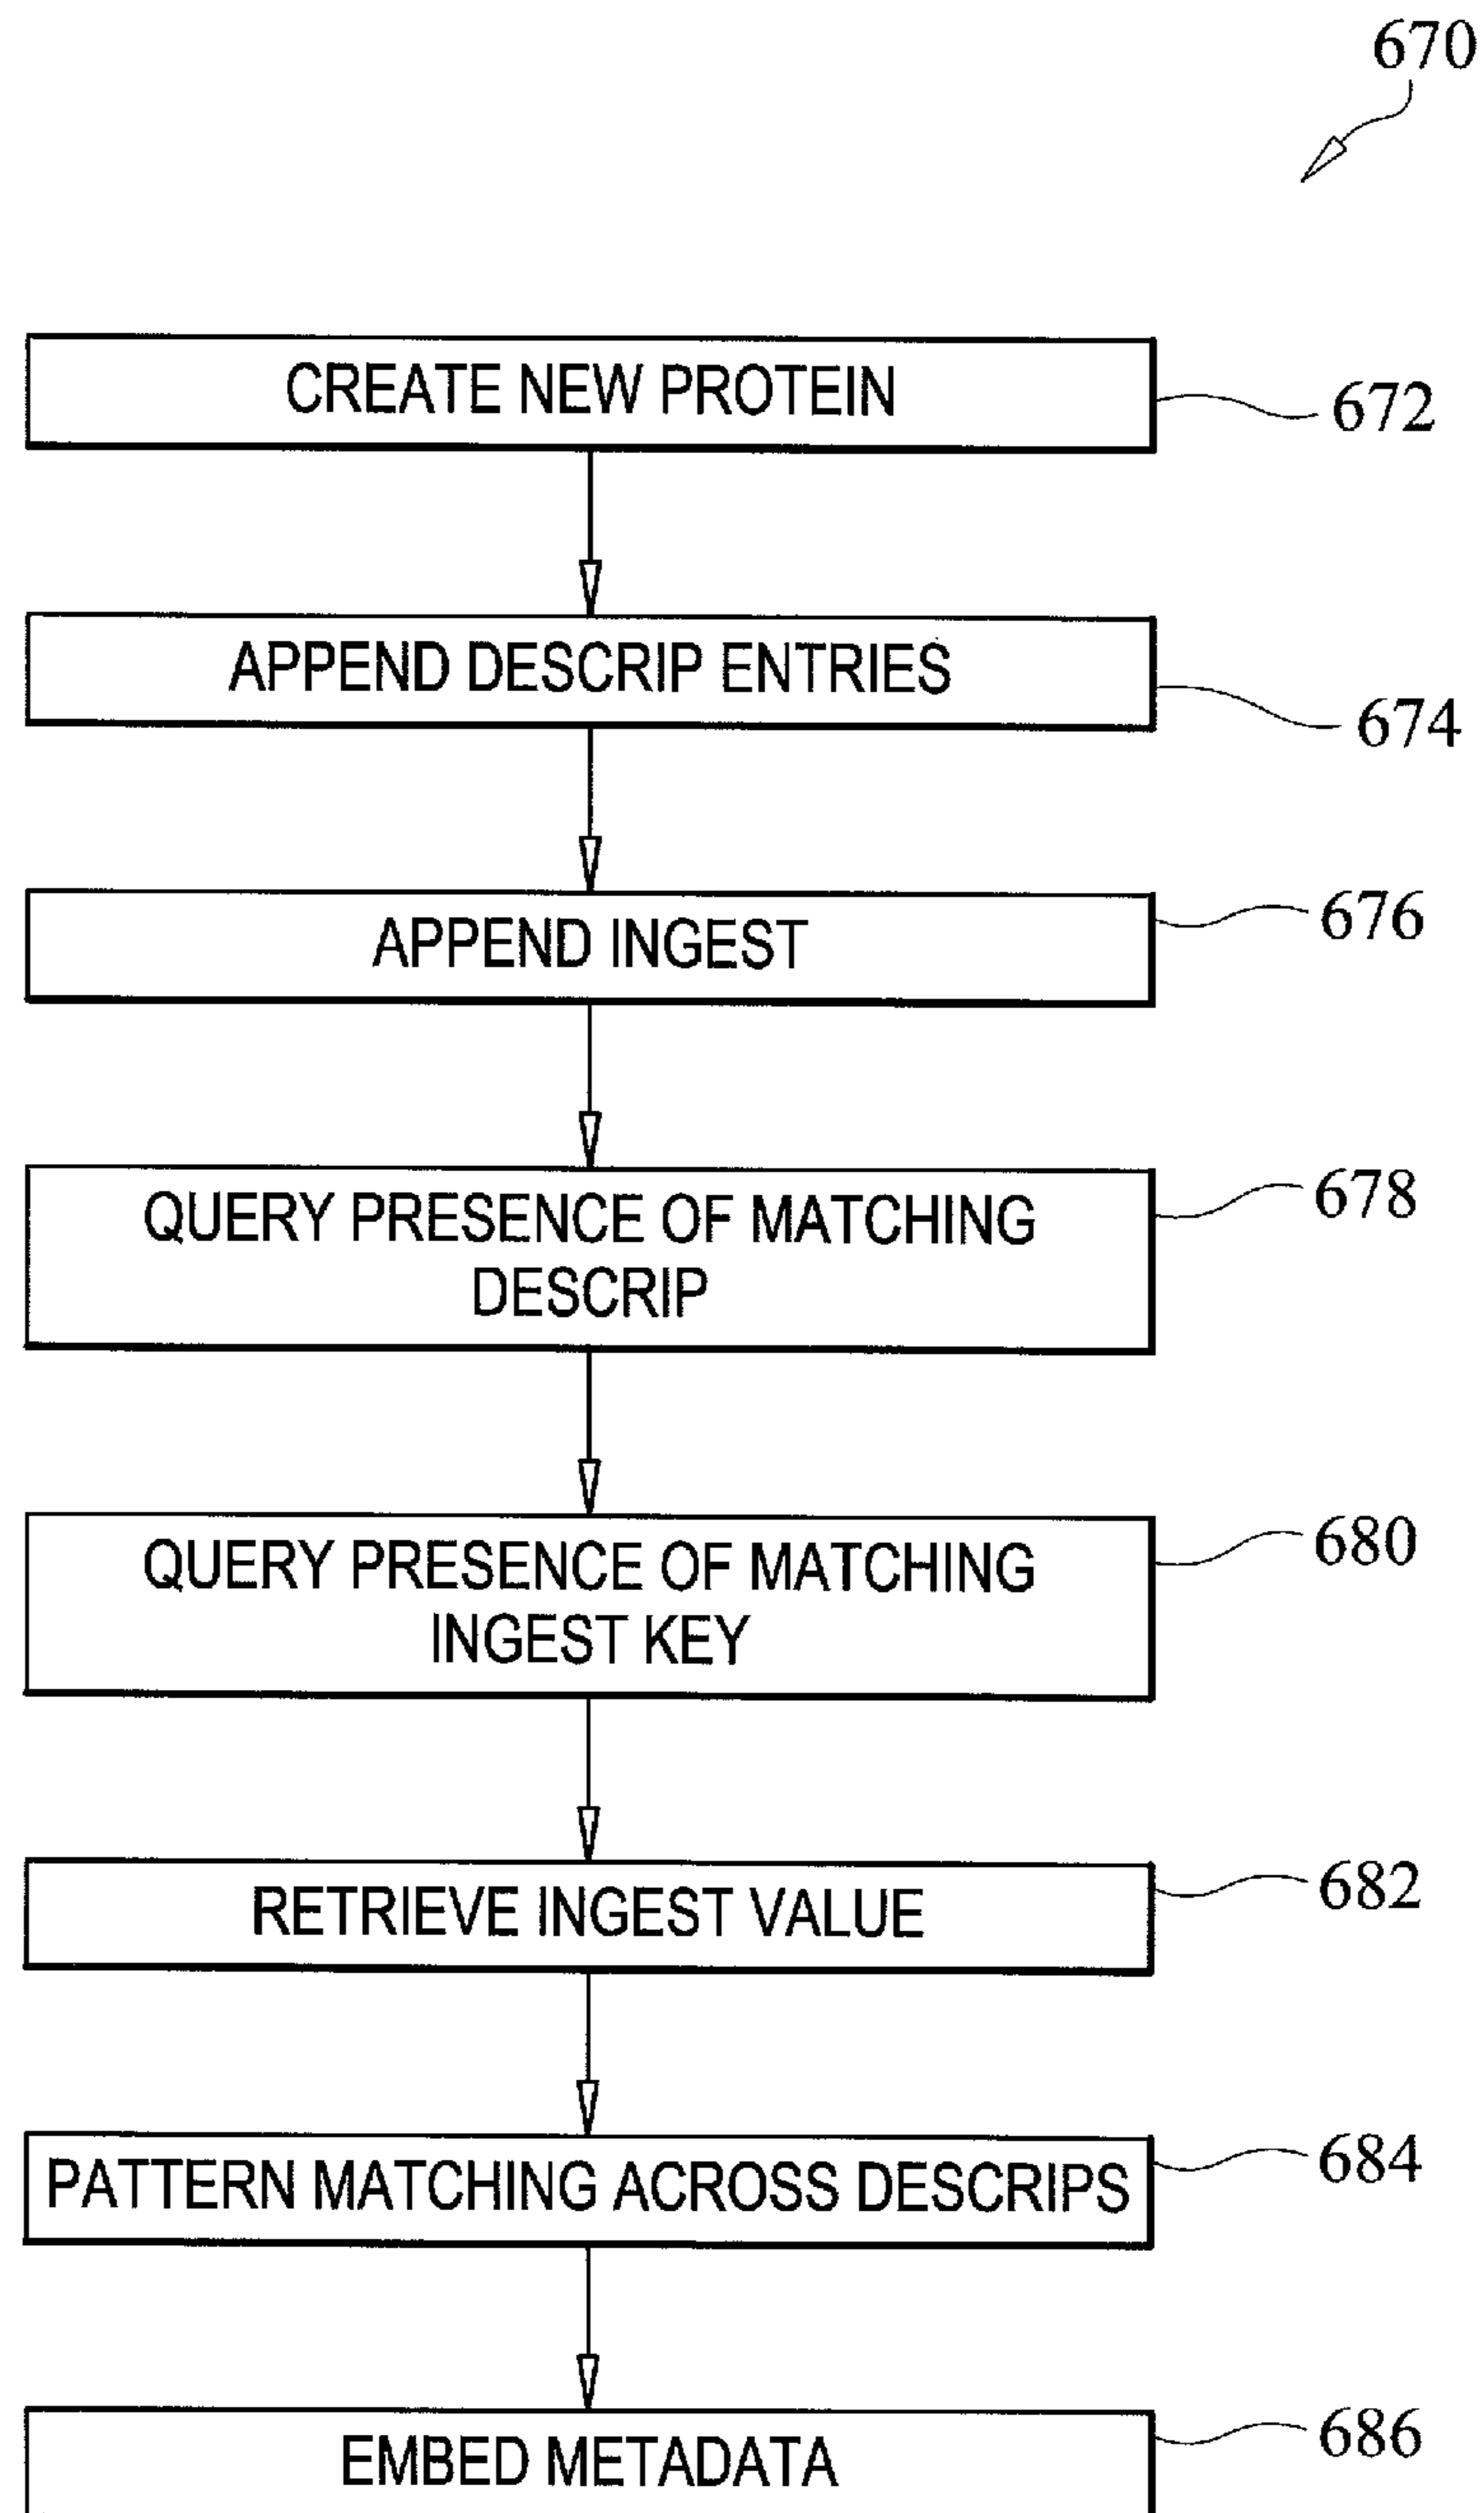 670
CREATE NEW PROTEIN
672
APPEND DESCRIP ENTRIES
674
APPEND INGEST
676
QUERY PRESENCE OF MATCHING
DESCRIP
678
QUERY PRESENCE OF MATCHING
INGEST KEY
680
RETRIEVE INGEST VALUE
682
PATTERN MATCHING ACROSS DESCRIPS
684
EMBED METADATA
686